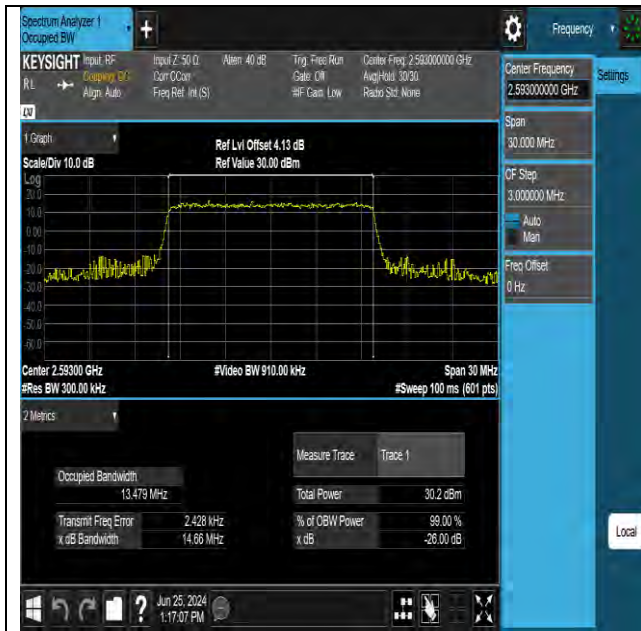 Spectrum Analyzer 1
Occupied BW
Frequency
KEYSIGHT Input: RF Input Z: 50 Ω Atten: 40 dB Trig: Free Run Center Freq: 2.593000000 GHz
RL Coupling: DC Corr CCorr Gate: Off Avg|Hold: 30/30
Align: Auto Freq Ref: Int (S) #IF Gain: Low Radio Std: None
Center Frequency
2.593000000 GHz
Settings
Span
30.000 MHz
CF Step
3.000000 MHz
Auto
Man
Freq Offset
0 Hz
Local
1 Graph
Ref Lvl Offset 4.13 dB
Scale/Div 10.0 dB
Ref Value 30.00 dBm
Log
20.0
10.0
0.00
-10.0
-20.0
-30.0
-40.0
-50.0
-60.0
Center 2.59300 GHz #Video BW 910.00 kHz Span 30 MHz
#Res BW 300.00 kHz #Sweep 100 ms (601 pts)
2 Metrics
Measure Trace Trace 1
Occupied Bandwidth
13.479 MHz
Total Power 30.2 dBm
Transmit Freq Error 2.428 kHz % of OBW Power 99.00 %
x dB Bandwidth 14.66 MHz x dB -26.00 dB
Jun 25, 2024
1:17:07 PM